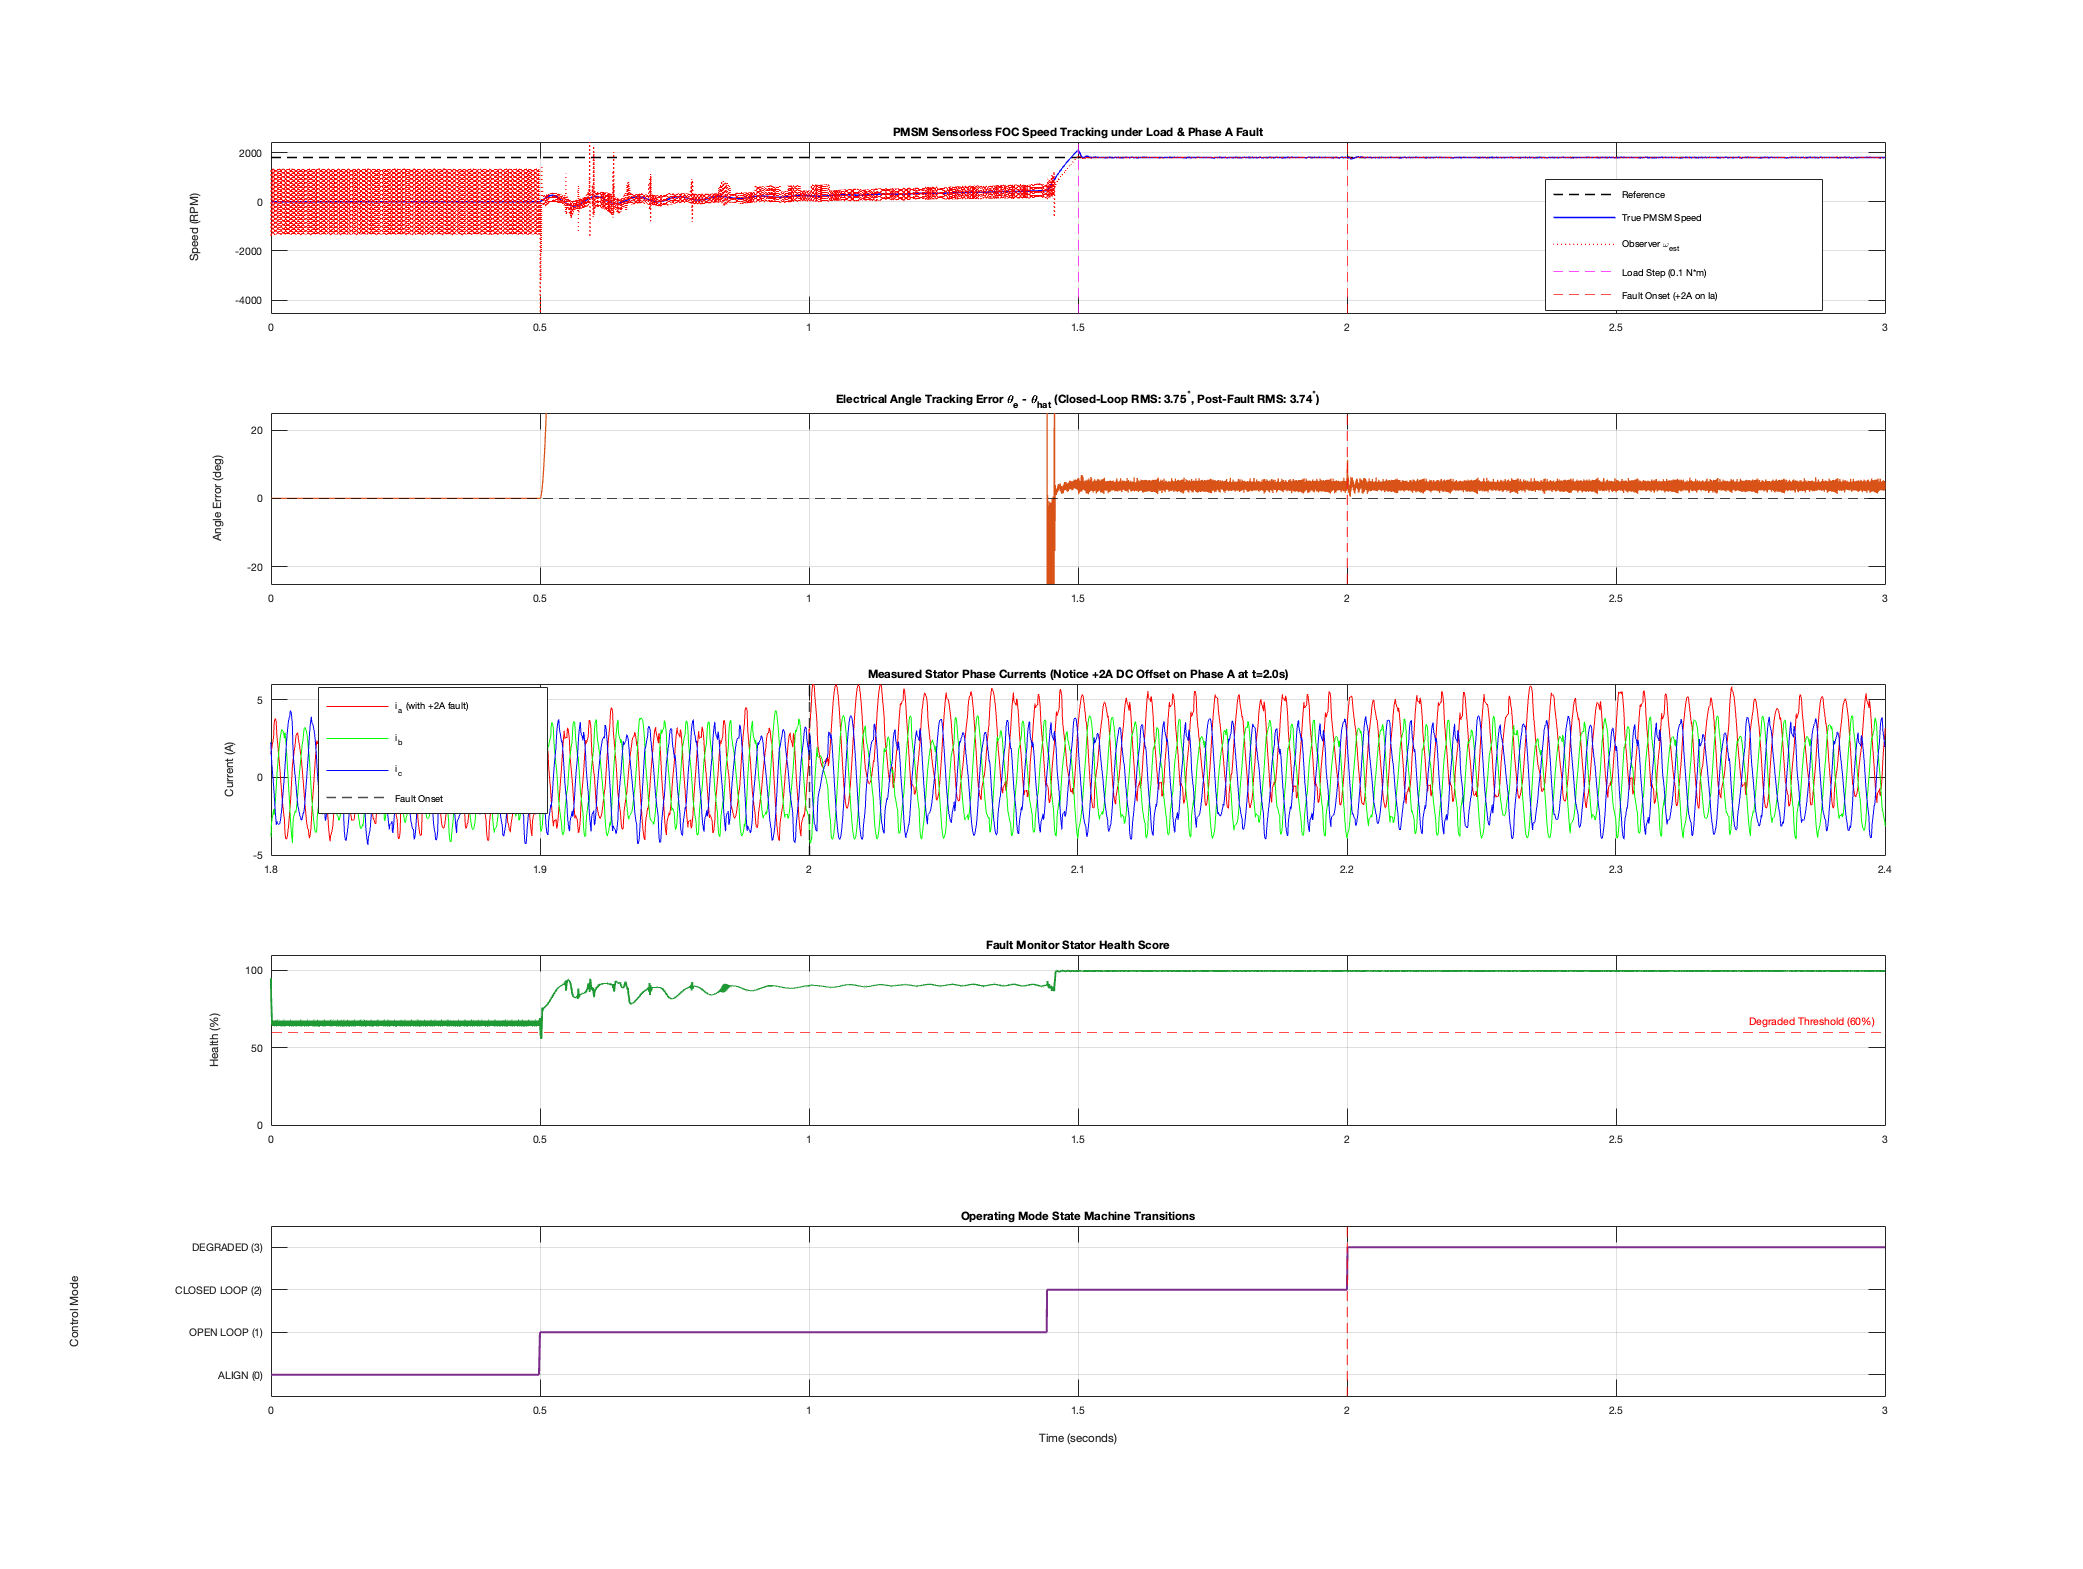 PMSM Sensorless FOC Speed Tracking under Load & Phase A Fault
Speed (RPM)
2000
0
-2000
-4000
Reference
True PMSM Speed
Observer ω_est
Load Step (0.1 N*m)
Fault Onset (+2A on Ia)
0 0.5 1 1.5 2 2.5 3
Electrical Angle Tracking Error θ_e - θ_hat (Closed-Loop RMS: 3.75°, Post-Fault RMS: 3.74°)
Angle Error (deg)
20
0
-20
0 0.5 1 1.5 2 2.5 3
Measured Stator Phase Currents (Notice +2A DC Offset on Phase A at t=2.0s)
Current (A)
5
0
-5
i_a (with +2A fault)
i_b
i_c
Fault Onset
1.8 1.9 2 2.1 2.2 2.3 2.4
Fault Monitor Stator Health Score
Health (%)
100
50
0
Degraded Threshold (60%)
0 0.5 1 1.5 2 2.5 3
Operating Mode State Machine Transitions
Control Mode
DEGRADED (3)
CLOSED LOOP (2)
OPEN LOOP (1)
ALIGN (0)
0 0.5 1 1.5 2 2.5 3
Time (seconds)